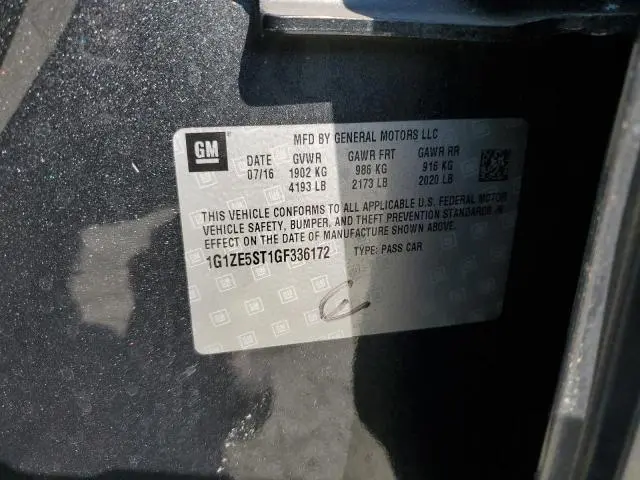 GM
MFD BY GENERAL MOTORS LLC
DATE GVWR GAWR FRT GAWR RR
07/16 1902 KG 986 KG 916 KG
4193 LB 2173 LB 2020 LB
THIS VEHICLE CONFORMS TO ALL APPLICABLE U.S. FEDERAL MOTOR
VEHICLE SAFETY, BUMPER, AND THEFT PREVENTION STANDARDS IN
EFFECT ON THE DATE OF MANUFACTURE SHOWN ABOVE.
1G1ZE5ST1GF336172 TYPE: PASS CAR